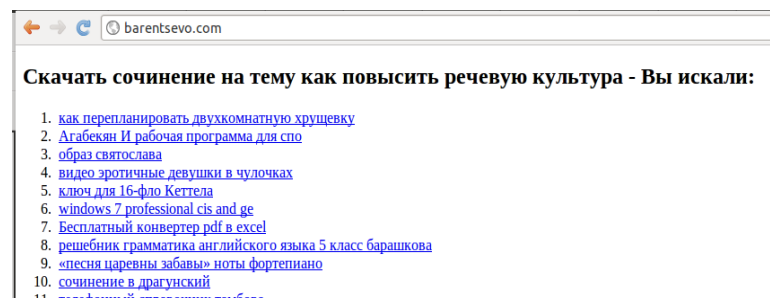 barentsevo.com
Скачать сочинение на тему как повысить речевую культура - Вы искали:
1. как перепланировать двухкомнатную хрущевку
2. Агабекян И рабочая программа для спо
3. образ святослава
4. видео эротичные девушки в чулочках
5. ключ для 16-фло Кеттела
6. windows 7 professional cis and ge
7. Бесплатный конвертер pdf в excel
8. решебник грамматика английского языка 5 класс барашкова
9. «песня царевны забавы» ноты фортепиано
10. сочинение в драгунский